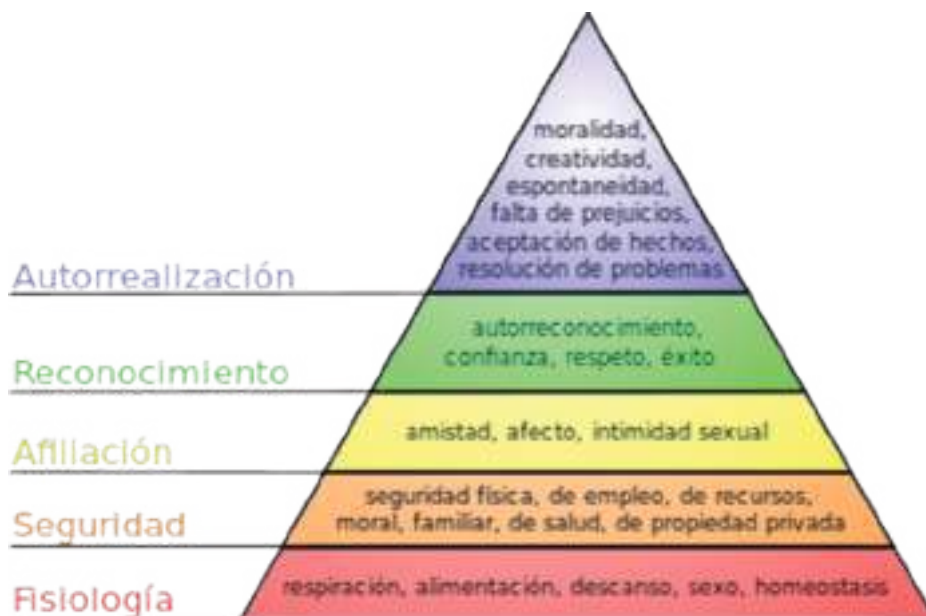 moralidad,
creatividad,
espontaneidad,
falta de prejuicios,
aceptación de hechos,
resolución de problemas
Autorrealización
autorreconocimiento,
confianza, respeto, éxito
Reconocimiento
amistad, afecto, intimidad sexual
Afiliación
seguridad física, de empleo, de recursos,
moral, familiar, de salud, de propiedad privada
Seguridad
respiración, alimentación, descanso, sexo, homeostasis
Fisiología